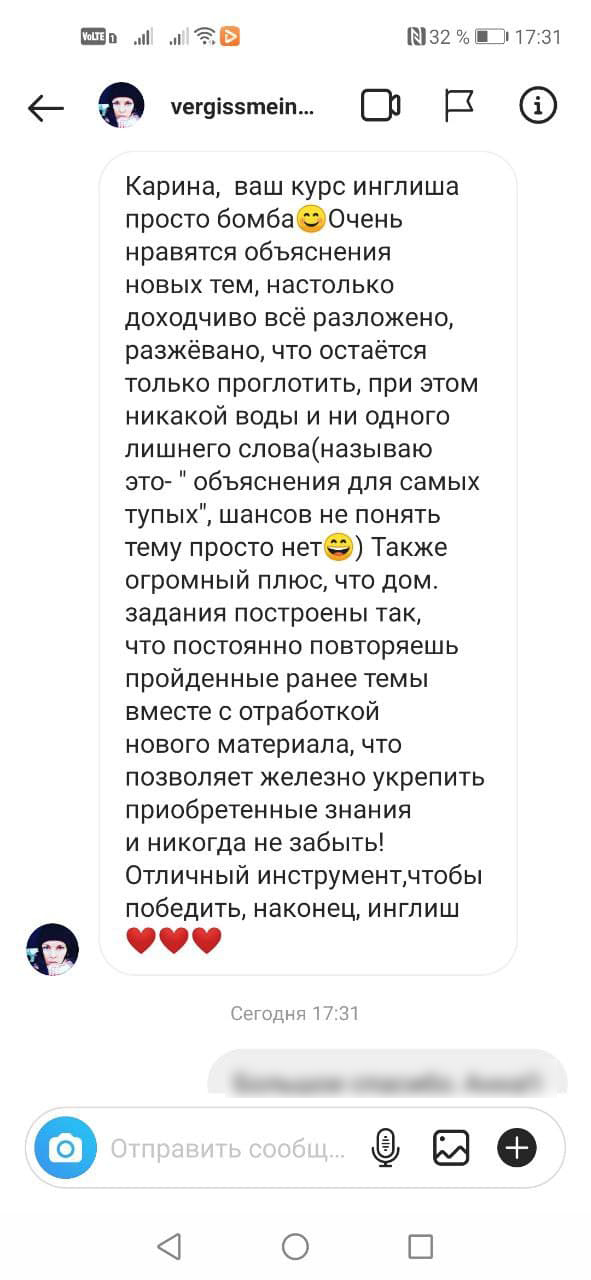 VoLTE
32 % 17:31
vergissmein...
Карина,  ваш курс инглиша
просто бомба😊Очень
нравятся объяснения
новых тем, настолько
доходчиво всё разложено,
разжёвано, что остаётся
только проглотить, при этом
никакой воды и ни одного
лишнего слова(называю
это- " объяснения для самых
тупых", шансов не понять
тему просто нет😄) Также
огромный плюс, что дом.
задания построены так,
что постоянно повторяешь
пройденные ранее темы
вместе с отработкой
нового материала, что
позволяет железно укрепить
приобретенные знания
и никогда не забыть!
Отличный инструмент,чтобы
победить, наконец, инглиш
❤️❤️❤️
Сегодня 17:31
Отправить сообщ...